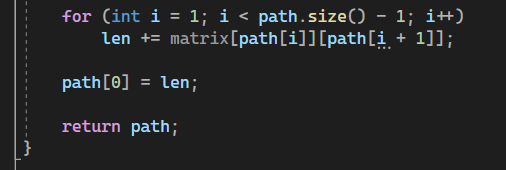 for (int i = 1; i < path.size() - 1; i++)
len += matrix[path[i]][path[i + 1]];
path[0] = len;
return path;
}